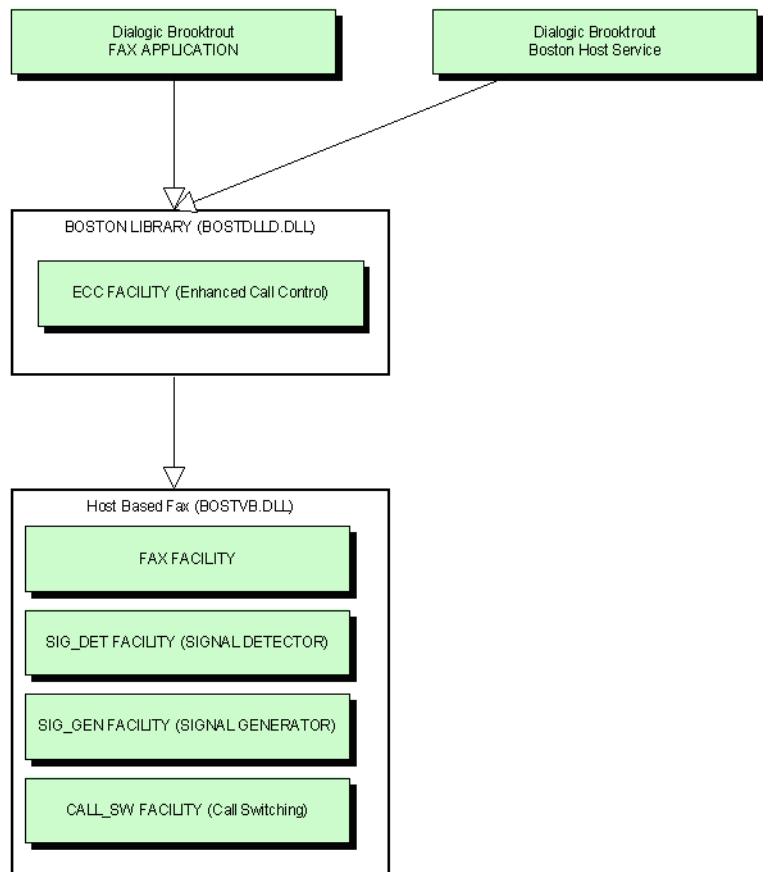 Dialogic Brooktrout
FAX APPLICATION
Dialogic Brooktrout
Boston Host Service
BOSTON LIBRARY (BOSTDLLD.DLL)
ECC FACILITY (Enhanced Call Control)
Host Based Fax (BOSTVB.DLL)
FAX FACILITY
SIG_DET FACILITY (SIGNAL DETECTOR)
SIG_GEN FACILITY (SIGNAL GENERATOR)
CALL_SW FACILITY (Call Switching)